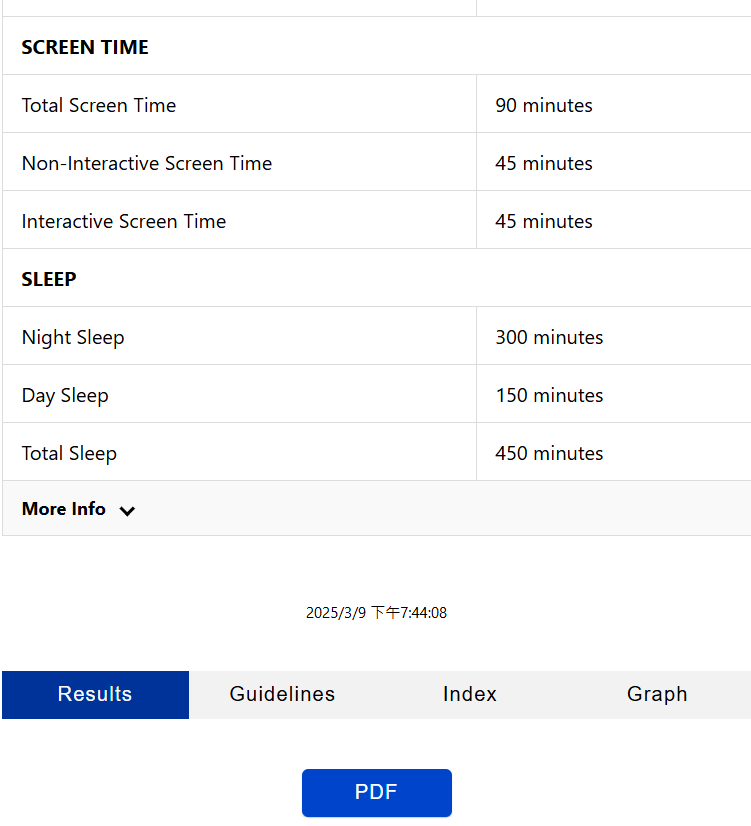 SCREEN TIME
Total Screen Time 90 minutes
Non-Interactive Screen Time 45 minutes
Interactive Screen Time 45 minutes
SLEEP
Night Sleep 300 minutes
Day Sleep 150 minutes
Total Sleep 450 minutes
More Info
2025/3/9 下午7:44:08
Results Guidelines Index Graph
PDF